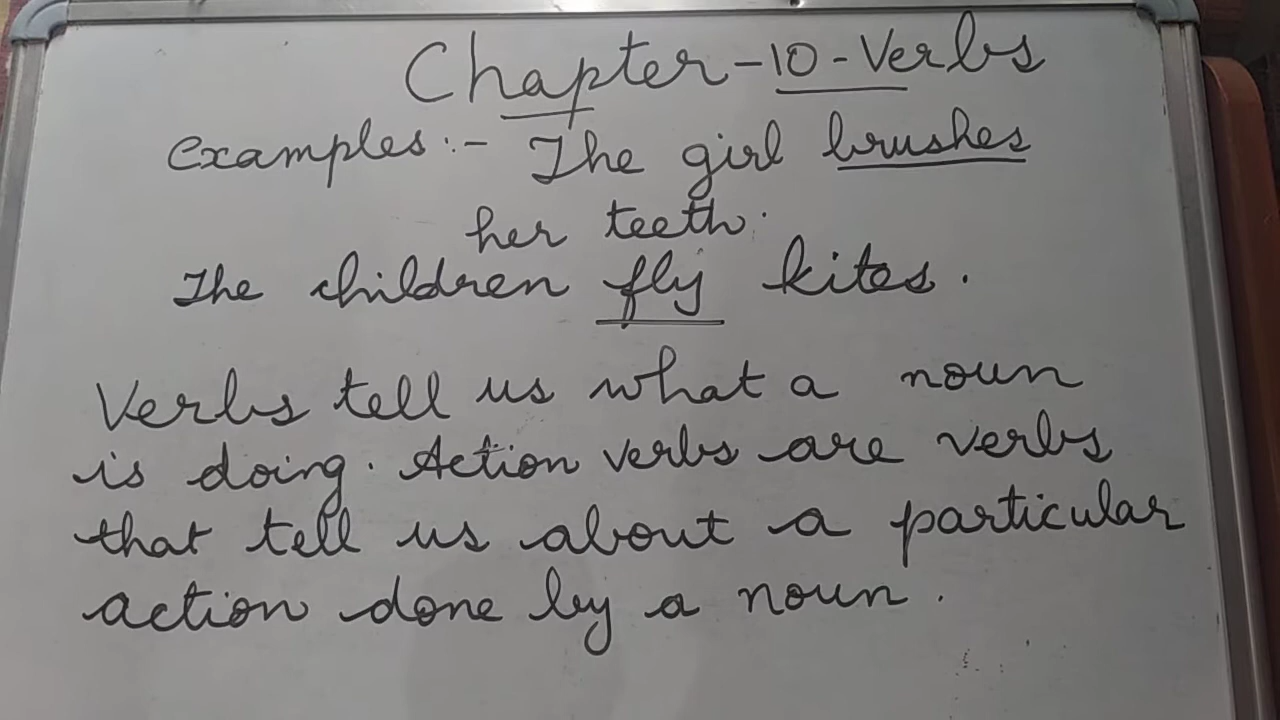 Chapter-10-Verbs
Examples:- The girl brushes
her teeth.
The children fly kites.
Verbs tell us what a noun
is doing. Action verbs are verbs
that tell us about a particular
action done by a noun.